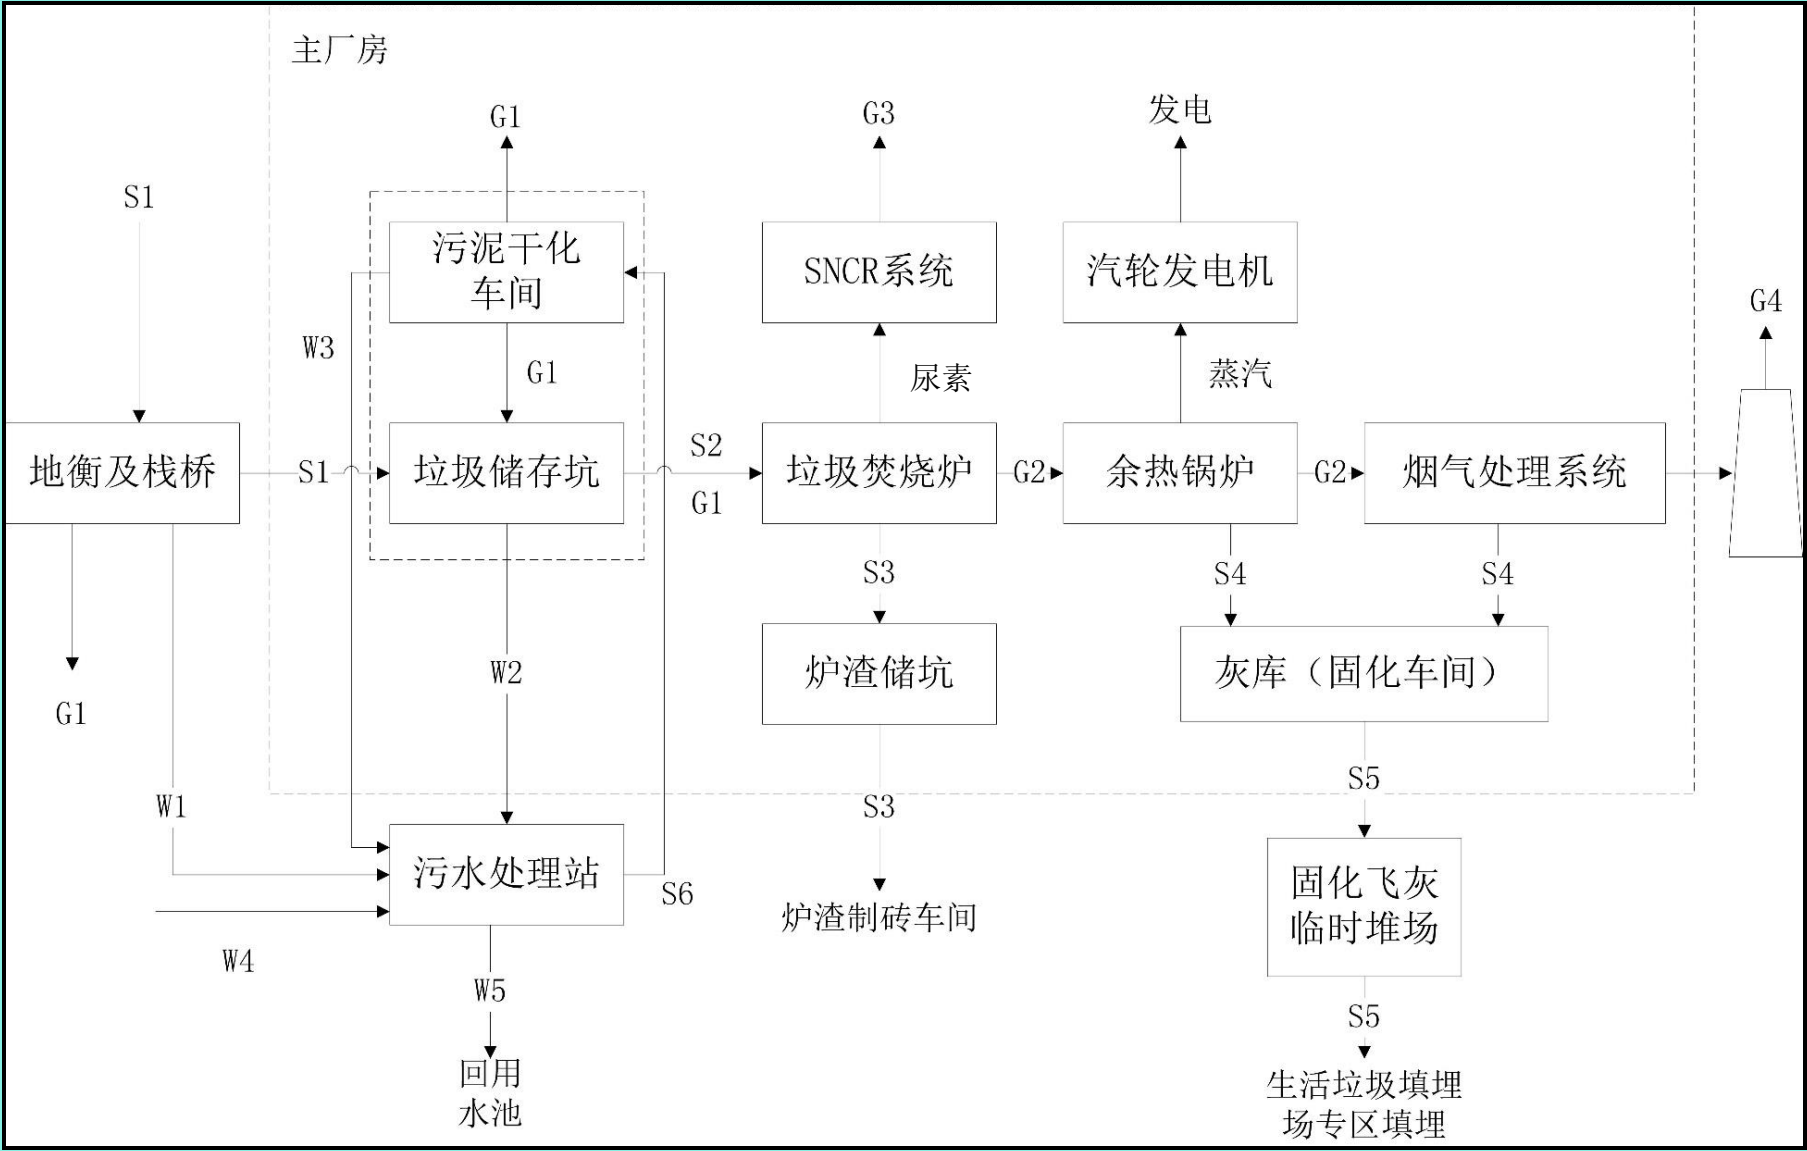 主厂房
G1
G3
发电
S1
污泥干化
车间
SNCR系统
汽轮发电机
G4
W3
G1
尿素
蒸汽
地衡及栈桥
S1
垃圾储存坑
S2
G1
垃圾焚烧炉
G2
余热锅炉
G2
烟气处理系统
S3
S4
S4
G1
W2
炉渣储坑
灰库（固化车间）
W1
S3
S5
污水处理站
S6
炉渣制砖车间
固化飞灰
临时堆场
W4
W5
S5
回用
水池
生活垃圾填埋
场专区填埋